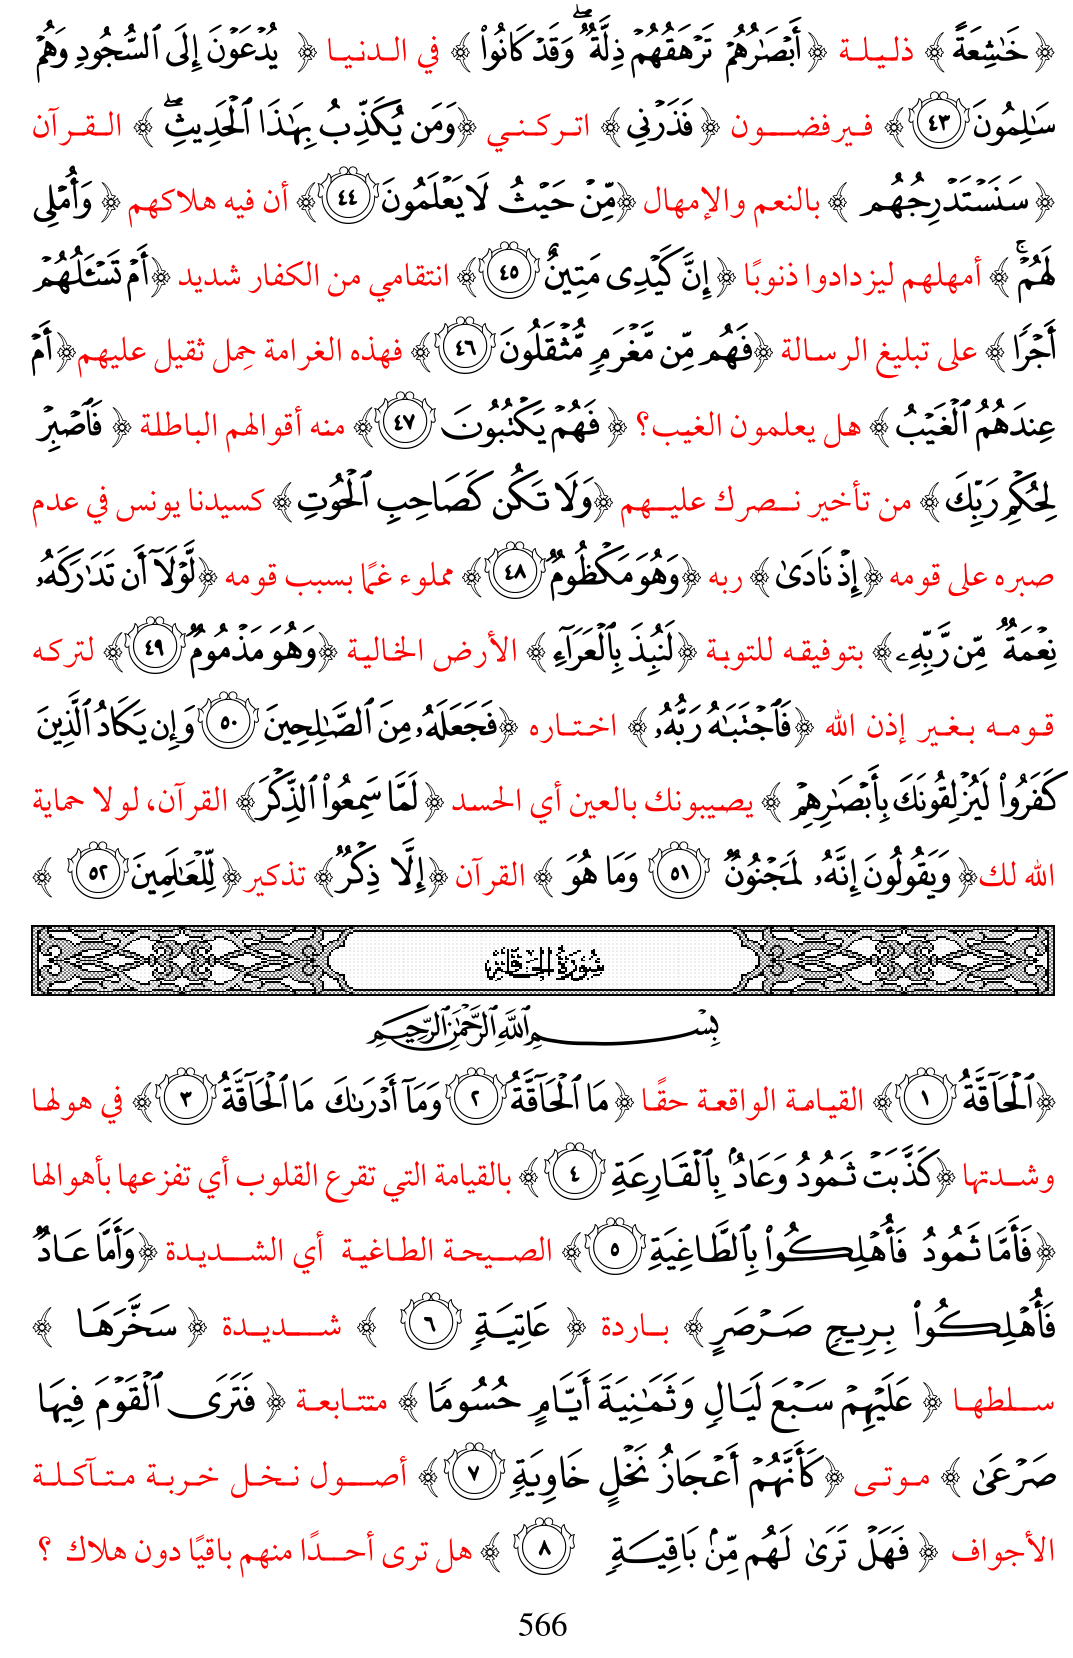 ﴿ خَٰشِعَةً ﴾ ذليلة ﴿ أَبْصَٰرُهُمْ تَرْهَقُهُمْ ذِلَّةٌۖ وَقَدْ كَانُوا۟ ﴾ في الدنيا ﴿ يُدْعَوْنَ إِلَى ٱلسُّجُودِ وَهُمْ
سَٰلِمُونَ ٤٣﴾ فيرفضون ﴿ فَذَرْنِى﴾ اتركني ﴿وَمَن يُكَذِّبُ بِهَٰذَا ٱلْحَدِيثِۖ ﴾ القرآن
﴿ سَنَسْتَدْرِجُهُم ﴾ بالنعم والإمهال ﴿مِّنْ حَيْثُ لَا يَعْلَمُونَ ٤٤﴾ أن فيه هلاكهم ﴿ وَأُمْلِى
لَهُمْۚ ﴾ أمهلهم ليزدادوا ذنوبًا ﴿ إِنَّ كَيْدِى مَتِينٌ ٤٥﴾ انتقامي من الكفار شديد ﴿أَمْ تَسْـَٔلُهُمْ
أَجْرًا ﴾ على تبليغ الرسالة ﴿فَهُم مِّن مَّغْرَمٍ مُّثْقَلُونَ ٤٦﴾ فهذه الغرامة حِمل ثقيل عليهم﴿أَمْ
عِندَهُمُ ٱلْغَيْبُ ﴾ هل يعلمون الغيب؟ ﴿ فَهُمْ يَكْتُبُونَ ٤٧﴾ منه أقوالهم الباطلة ﴿ فَٱصْبِرْ
لِحُكْمِ رَبِّكَ ﴾ من تأخير نصرك عليهم ﴿وَلَا تَكُن كَصَاحِبِ ٱلْحُوتِ ﴾ كسيدنا يونس في عدم
صبره على قومه ﴿إِذْ نَادَىٰ ﴾ ربه ﴿وَهُوَ مَكْظُومٌ ٤٨﴾ مملوء غمًا بسبب قومه ﴿لَّوْلَآ أَن تَدَٰرَكَهُۥ
نِعْمَةٌ مِّن رَّبِّهِۦ﴾ بتوفيقه للتوبة ﴿لَنُبِذَ بِٱلْعَرَآءِ ﴾ الأرض الخالية ﴿وَهُوَ مَذْمُومٌ ٤٩﴾ لتركه
قومه بغير إذن الله ﴿فَٱجْتَبَٰهُ رَبُّهُۥ ﴾ اختاره ﴿فَجَعَلَهُۥ مِنَ ٱلصَّٰلِحِينَ ٥٠ وَإِن يَكَادُ ٱلَّذِينَ
كَفَرُوا۟ لَيُزْلِقُونَكَ بِأَبْصَٰرِهِمْ ﴾ يصيبونك بالعين أي الحسد ﴿ لَمَّا سَمِعُوا۟ ٱلذِّكْرَ﴾ القرآن، لولا حماية
الله لك﴿ وَيَقُولُونَ إِنَّهُۥ لَمَجْنُونٌ ٥١ وَمَا هُوَ ﴾ القرآن ﴿إِلَّا ذِكْرٌ﴾ تذكير﴿ لِّلْعَٰلَمِينَ ٥٢ ﴾
سُورَةُ الحَاقَّةِ
بِسْمِ ٱللَّهِ ٱلرَّحْمَٰنِ ٱلرَّحِيمِ
﴿ٱلْحَآقَّةُ ١﴾ القيامة الواقعة حقًا ﴿ مَا ٱلْحَآقَّةُ ٢ وَمَآ أَدْرَىٰكَ مَا ٱلْحَآقَّةُ ٣﴾ في هولها
وشدتها ﴿كَذَّبَتْ ثَمُودُ وَعَادٌۢ بِٱلْقَارِعَةِ ٤﴾ بالقيامة التي تقرع القلوب أي تفزعها بأهوالها
﴿فَأَمَّا ثَمُودُ فَأُهْلِكُوا۟ بِٱلطَّاغِيَةِ ٥﴾ الصيحة الطاغية أي الشديدة ﴿وَأَمَّا عَادٌ
فَأُهْلِكُوا۟ بِرِيحٍ صَرْصَرٍ ﴾ باردة ﴿ عَاتِيَةٍ ٦ ﴾ شديدة ﴿ سَخَّرَهَا ﴾
سلطها ﴿ عَلَيْهِمْ سَبْعَ لَيَالٍ وَثَمَٰنِيَةَ أَيَّامٍ حُسُومًا ﴾ متتابعة ﴿ فَتَرَى ٱلْقَوْمَ فِيهَا
صَرْعَىٰ ﴾ موتى ﴿كَأَنَّهُمْ أَعْجَازُ نَخْلٍ خَاوِيَةٍ ٧﴾ أصول نخل خربة متآكلة
الأجواف ﴿ فَهَلْ تَرَىٰ لَهُم مِّنۢ بَاقِيَةٍ ٨ ﴾ هل ترى أحدًا منهم باقيًا دون هلاك ؟
566